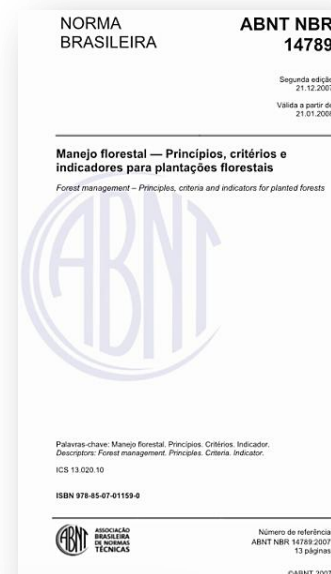 NORMA
BRASILEIRA
ABNT NBR
14789
Segunda edição
21.12.2007
Válida a partir de
21.01.2008
Manejo florestal — Princípios, critérios e
indicadores para plantações florestais
Forest management – Principles, criteria and indicators for planted forests
ABNT
Palavras-chave: Manejo florestal. Princípios. Critérios. Indicador.
Descriptors: Forest management. Principles. Criteria. Indicator.
ICS 13.020.10
ISBN 978-85-07-01159-0
ABNT
ASSOCIAÇÃO
BRASILEIRA
DE NORMAS
TÉCNICAS
Número de referência
ABNT NBR 14789:2007
13 páginas
©ABNT 2007